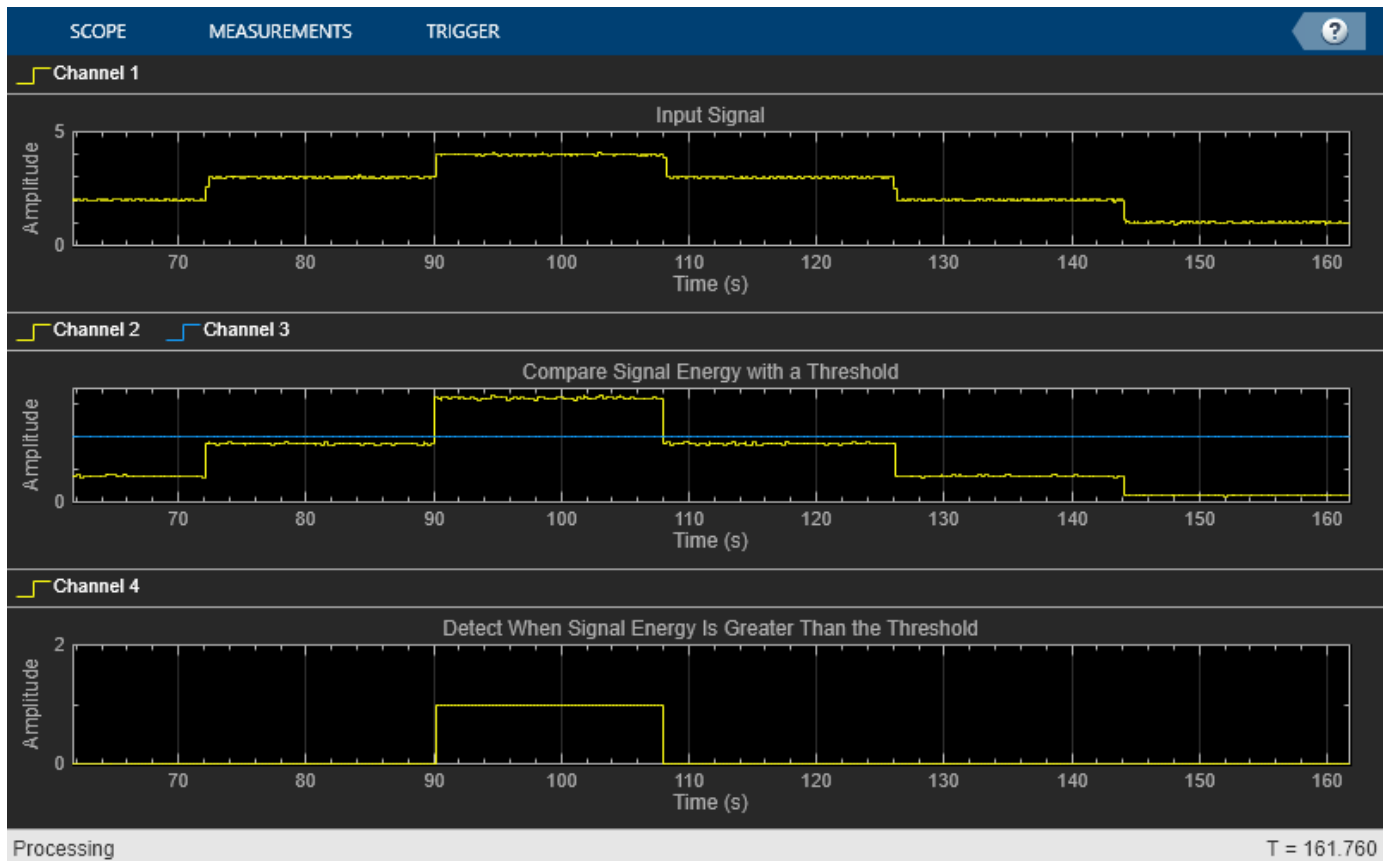 SCOPE MEASUREMENTS TRIGGER ?
Channel 1
Input Signal
Amplitude
5
0
70 80 90 100 110 120 130 140 150 160
Time (s)
Channel 2 Channel 3
Compare Signal Energy with a Threshold
Amplitude
0
70 80 90 100 110 120 130 140 150 160
Time (s)
Channel 4
Detect When Signal Energy Is Greater Than the Threshold
Amplitude
2
0
70 80 90 100 110 120 130 140 150 160
Time (s)
Processing T = 161.760